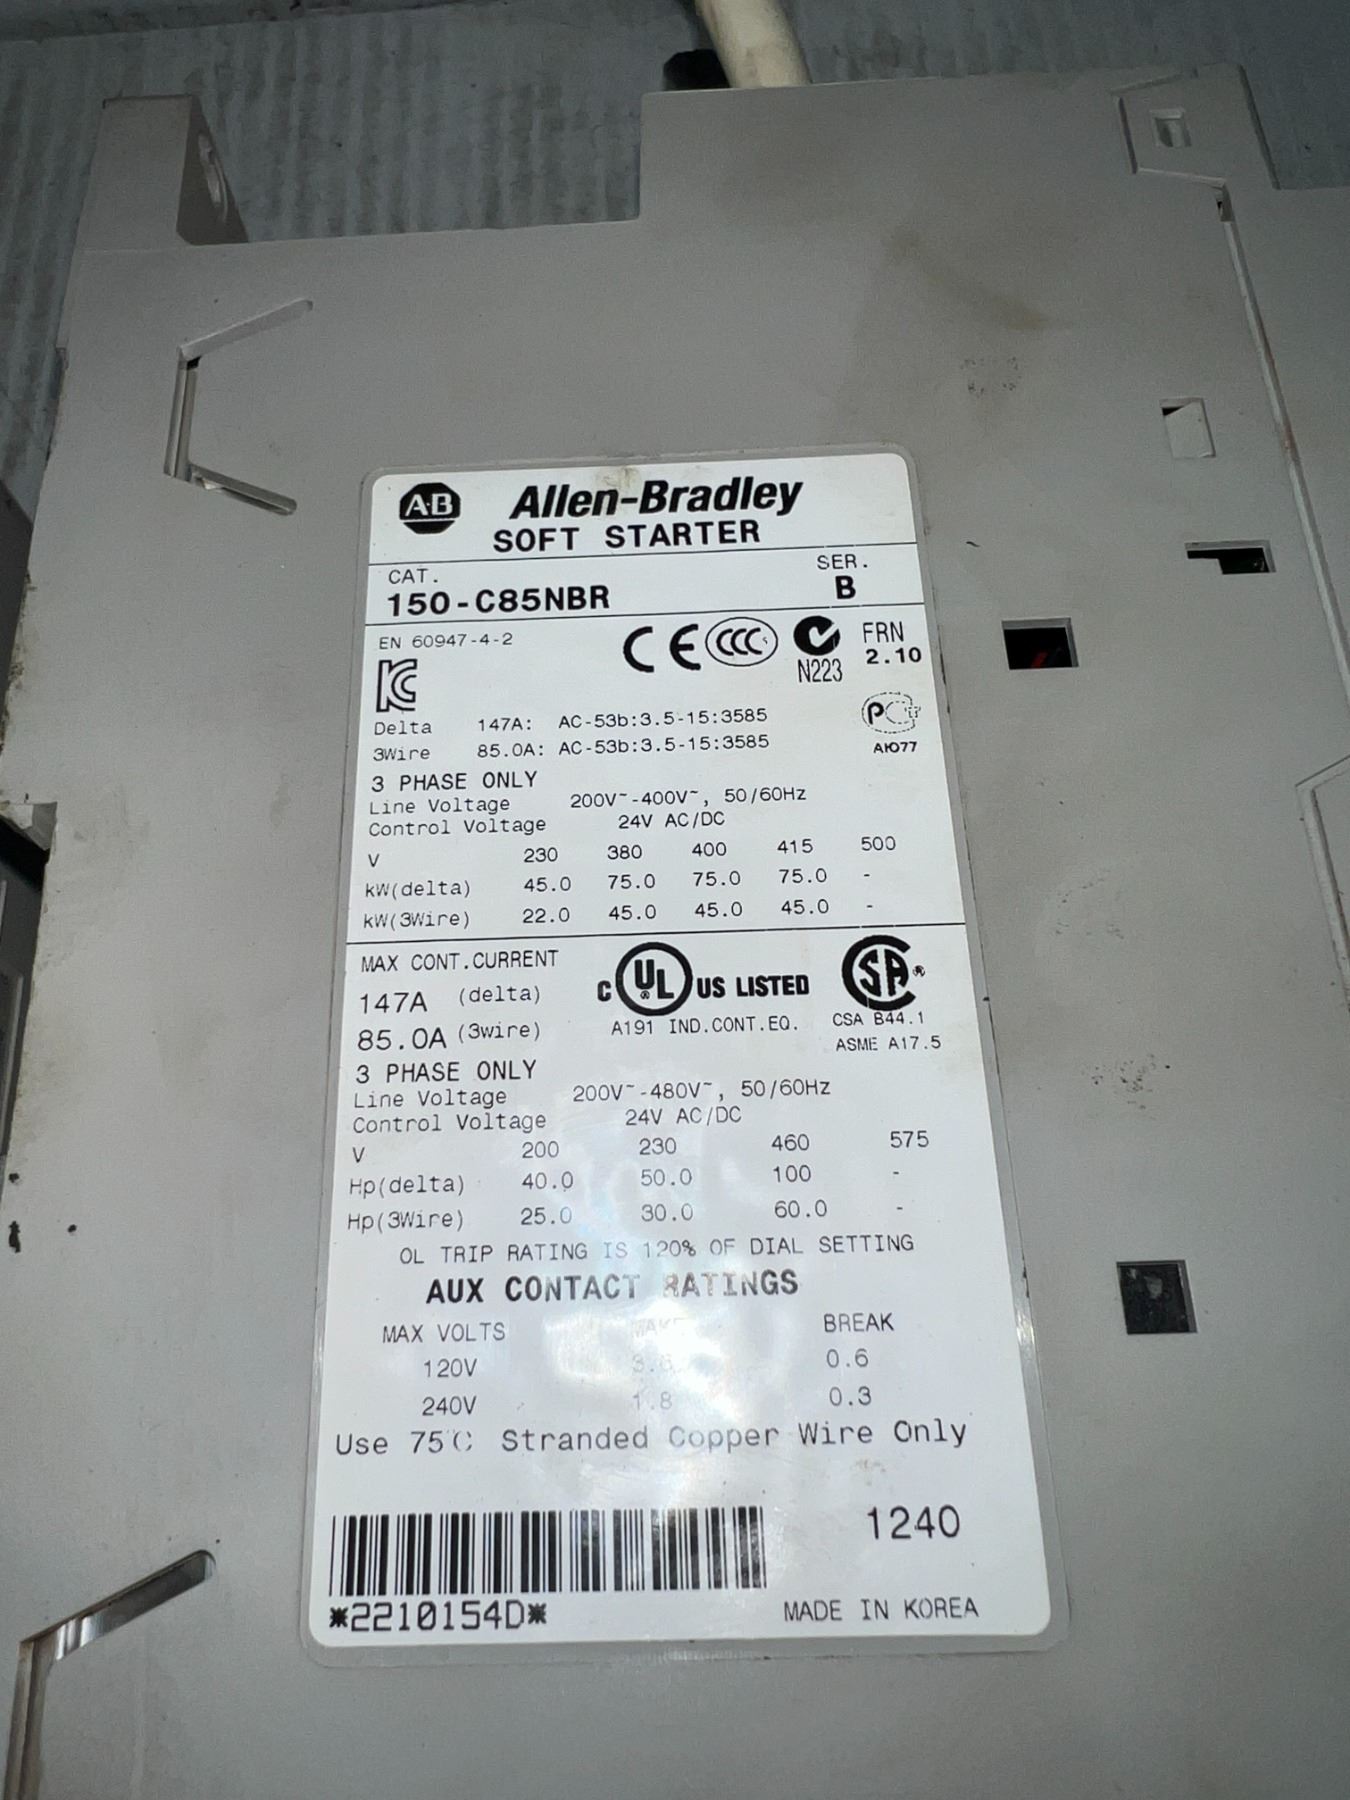 A-B Allen-Bradley
SOFT STARTER
CAT. SER.
150-C85NBR B
EN 60947-4-2 CE CCC S N223 FRN 2.10
KC
Delta 147A: AC-53b:3.5-15:3585
3Wire 85.0A: AC-53b:3.5-15:3585
РСТ
АЮ77
3 PHASE ONLY
Line Voltage 200V~-400V~, 50/60Hz
Control Voltage 24V AC/DC
V 230 380 400 415 500
kW(delta) 45.0 75.0 75.0 75.0 -
kW(3Wire) 22.0 45.0 45.0 45.0 -
MAX CONT.CURRENT
147A (delta)
85.0A (3wire)
C UL ® US LISTED
A191 IND.CONT.EQ.
SA ®
CSA B44.1
ASME A17.5
3 PHASE ONLY
Line Voltage 200V~-480V~, 50/60Hz
Control Voltage 24V AC/DC
V 200 230 460 575
Hp(delta) 40.0 50.0 100 -
Hp(3Wire) 25.0 30.0 60.0 -
OL TRIP RATING IS 120% OF DIAL SETTING
AUX CONTACT RATINGS
MAX VOLTS MAKE BREAK
120V 0.6
240V 1.8 0.3
Use 75°C Stranded Copper Wire Only
1240
*2210154D*
MADE IN KOREA